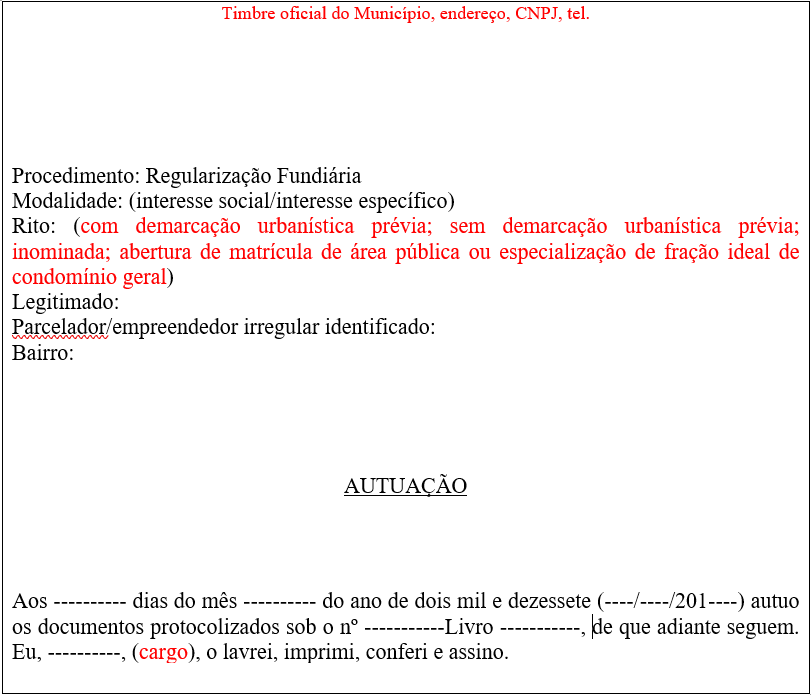 Timbre oficial do Município, endereço, CNPJ, tel.
Procedimento: Regularização Fundiária
Modalidade: (interesse social/interesse específico)
Rito: (com demarcação urbanística prévia; sem demarcação urbanística prévia;
inominada; abertura de matrícula de área pública ou especialização de fração ideal de
condomínio geral)
Legitimado:
Parcelador/empreendedor irregular identificado:
Bairro:
AUTUAÇÃO
Aos ---------- dias do mês ---------- do ano de dois mil e dezessete (----/----/201----) autuo
os documentos protocolizados sob o nº -----------Livro -----------, de que adiante seguem.
Eu, ----------, (cargo), o lavrei, imprimi, conferi e assino.